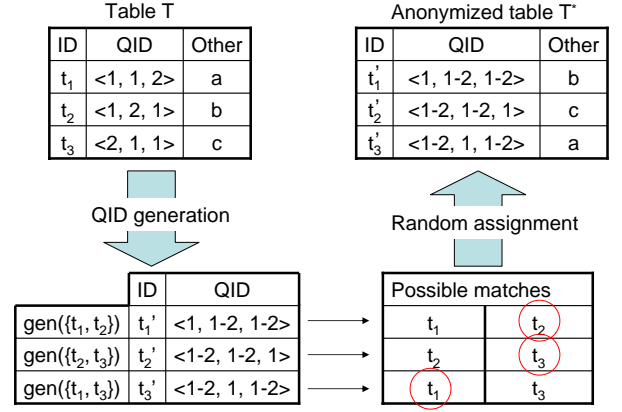 Table T
ID QID Other
t1 <1, 1, 2> a
t2 <1, 2, 1> b
t3 <2, 1, 1> c
Anonymized table T*
ID QID Other
t1' <1, 1-2, 1-2> b
t2' <1-2, 1-2, 1> c
t3' <1-2, 1, 1-2> a
QID generation
Random assignment
ID QID
gen({t1, t2}) t1' <1, 1-2, 1-2>
gen({t2, t3}) t2' <1-2, 1-2, 1>
gen({t1, t3}) t3' <1-2, 1, 1-2>
Possible matches
t1 t2
t2 t3
t1 t3